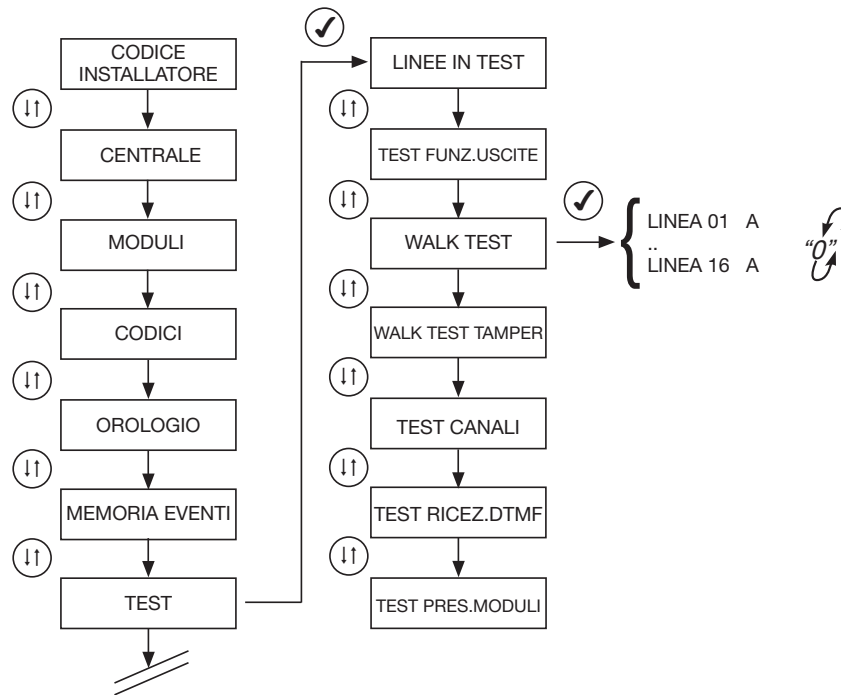 CODICE
INSTALLATORE
CENTRALE
MODULI
CODICI
OROLOGIO
MEMORIA EVENTI
TEST
LINEE IN TEST
TEST FUNZ.USCITE
WALK TEST
WALK TEST TAMPER
TEST CANALI
TEST RICEZ.DTMF
TEST PRES.MODULI
LINEA 01 A
..
LINEA 16 A
“0”